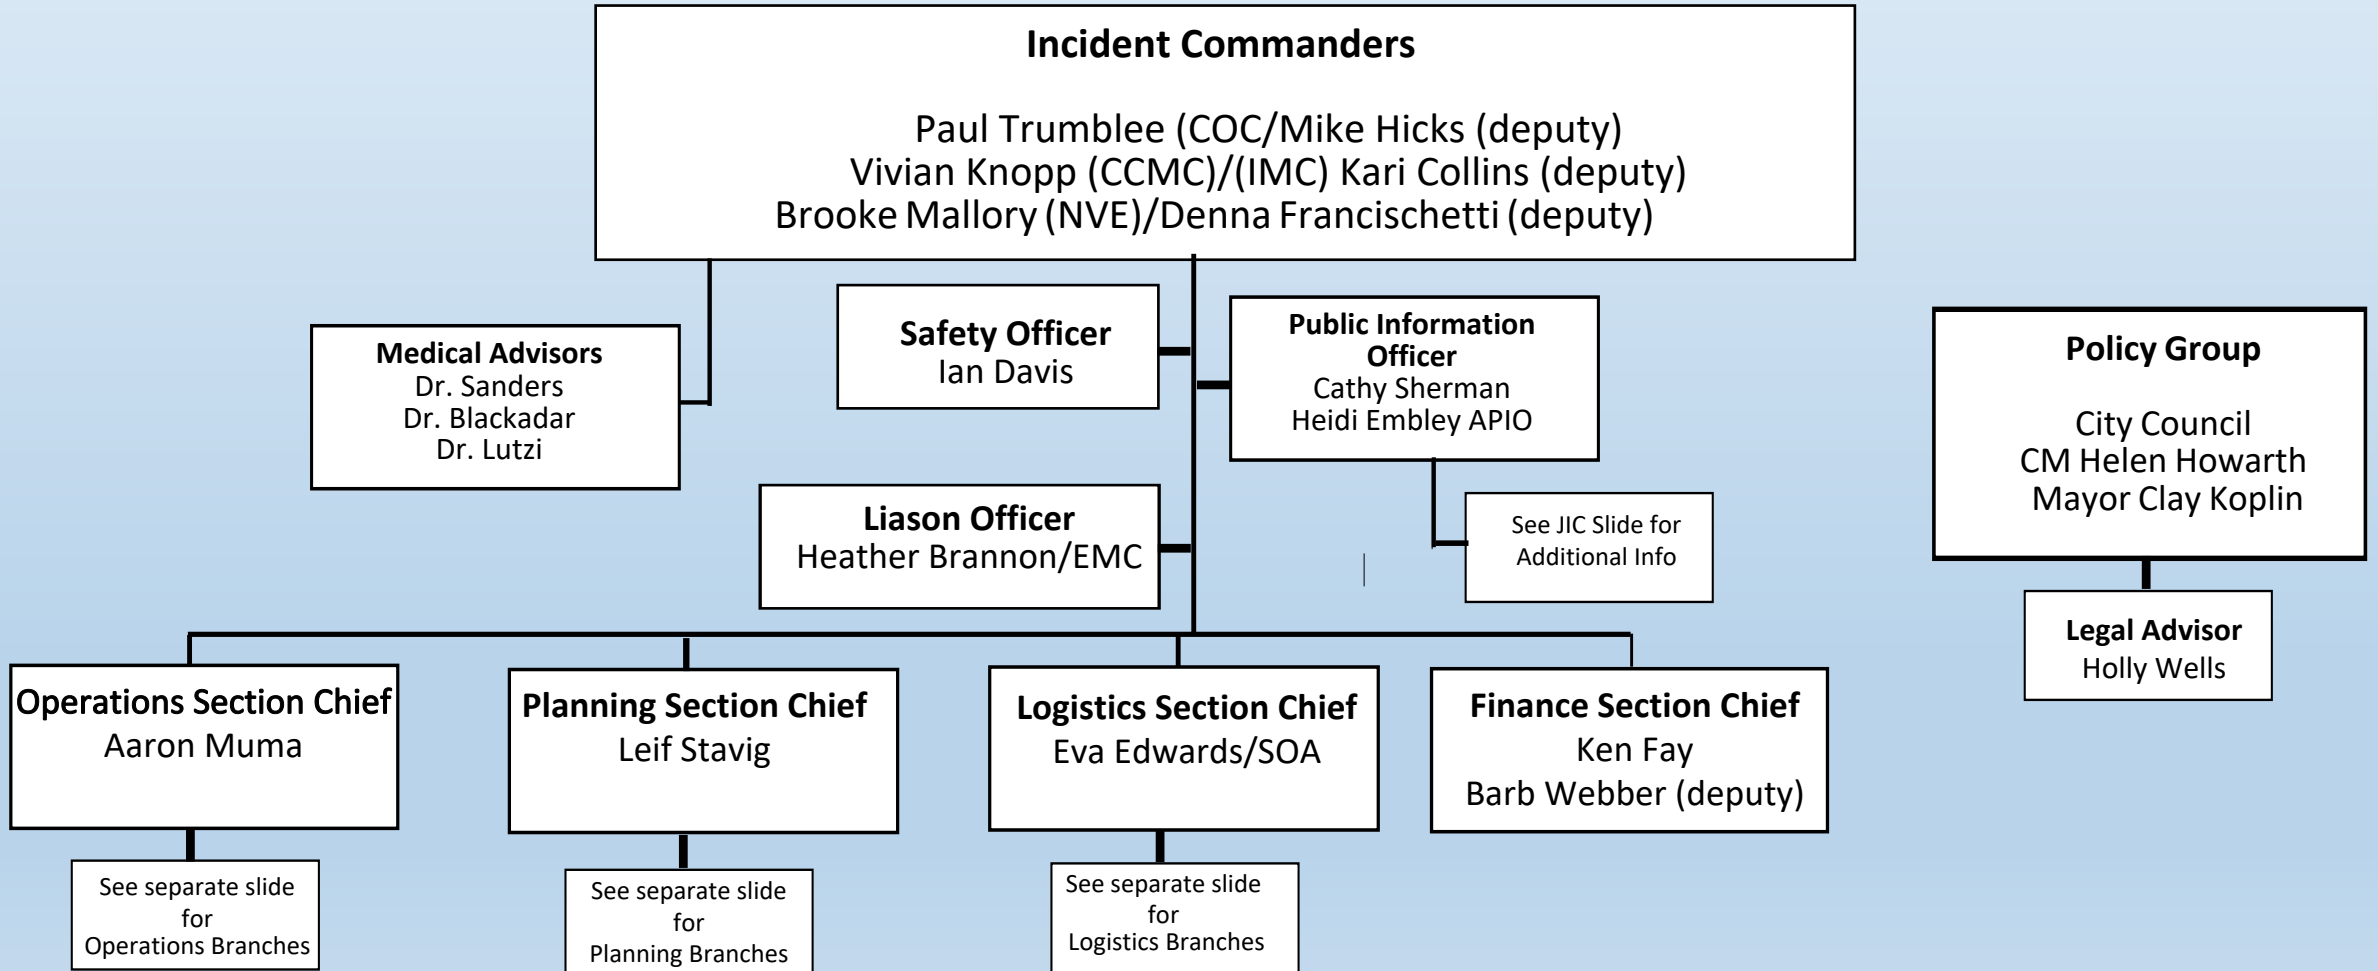 Incident Commanders
Paul Trumblee (COC/Mike Hicks (deputy)
Vivian Knopp (CCMC)/(IMC) Kari Collins (deputy)
Brooke Mallory (NVE)/Denna Francischetti (deputy)
Medical Advisors
Dr. Sanders
Dr. Blackadar
Dr. Lutzi
Safety Officer
Ian Davis
Public Information
Officer
Cathy Sherman
Heidi Embley APIO
Policy Group
City Council
CM Helen Howarth
Mayor Clay Koplin
Liason Officer
Heather Brannon/EMC
See JIC Slide for
Additional Info
Legal Advisor
Holly Wells
Operations Section Chief
Aaron Muma
Planning Section Chief
Leif Stavig
Logistics Section Chief
Eva Edwards/SOA
Finance Section Chief
Ken Fay
Barb Webber (deputy)
See separate slide
for
Operations Branches
See separate slide
for
Planning Branches
See separate slide
for
Logistics Branches